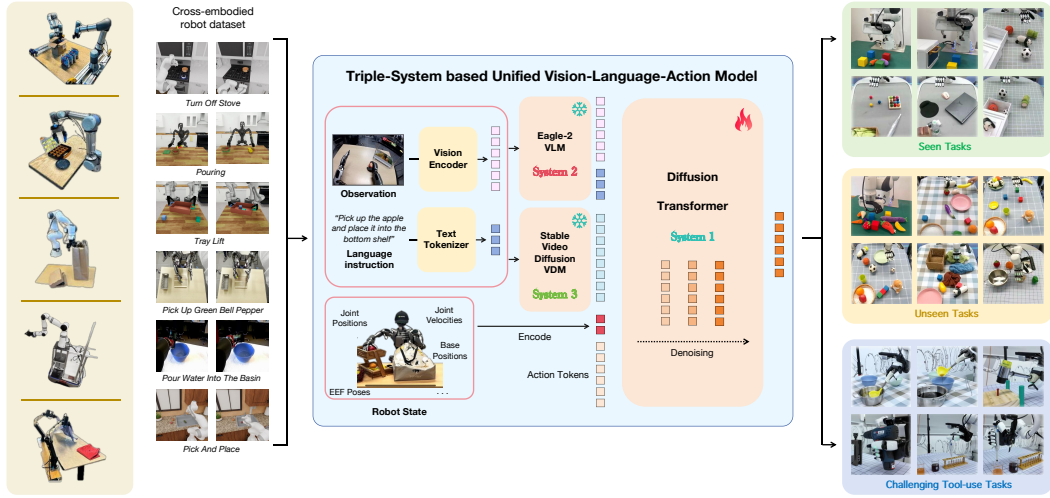 Cross-embodied
robot dataset
Turn Off Stove
Pouring
Tray Lift
Pick Up Green Bell Pepper
Pour Water Into The Basin
Pick And Place
Triple-System based Unified Vision-Language-Action Model
Observation
Vision
Encoder
"Pick up the apple
and place it into the
bottom shelf"
Language
instruction
Text
Tokenizer
Eagle-2
VLM
System 2
Stable
Video
Diffusion
VDM
System 3
Joint
Positions
Joint
Velocities
Base
Positions
EEF Poses
. . .
Robot State
Encode
Action Tokens
Diffusion
Transformer
System 1
Denoising
Seen Tasks
Unseen Tasks
Challenging Tool-use Tasks